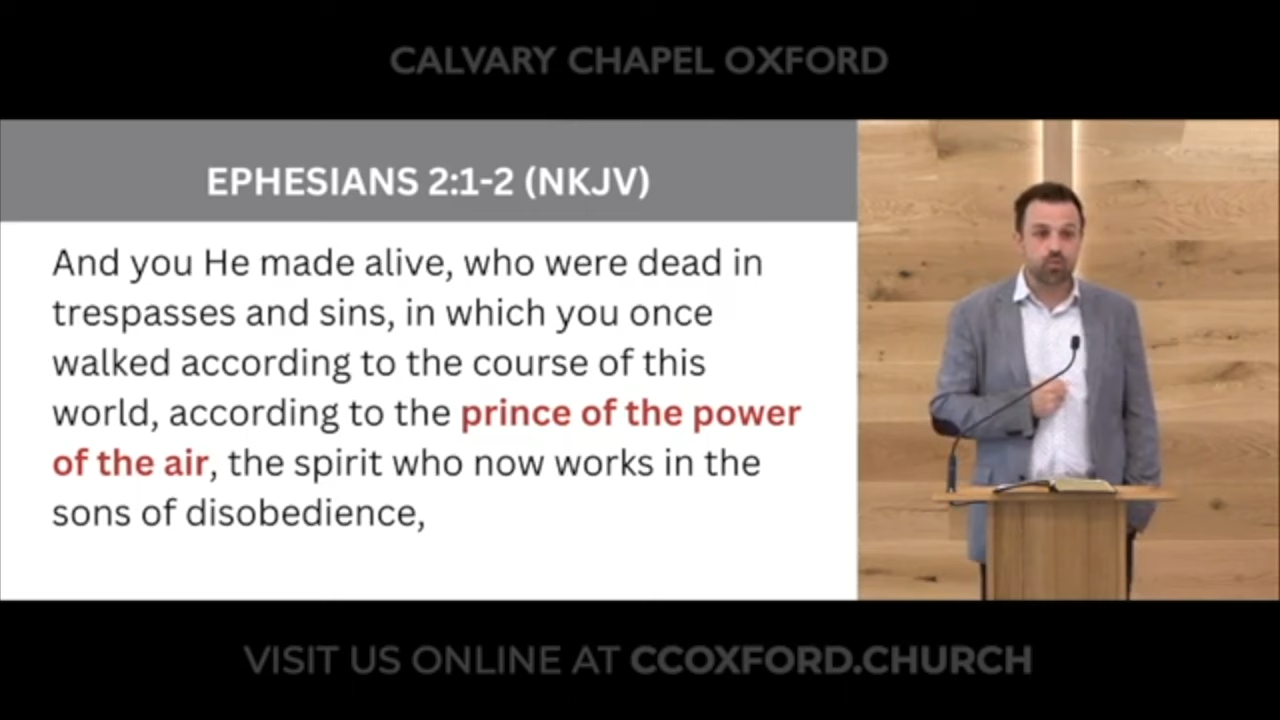 CALVARY CHAPEL OXFORD
EPHESIANS 2:1-2 (NKJV)
And you He made alive, who were dead in
trespasses and sins, in which you once
walked according to the course of this
world, according to the prince of the power
of the air, the spirit who now works in the
sons of disobedience,
VISIT US ONLINE AT CCOXFORD.CHURCH